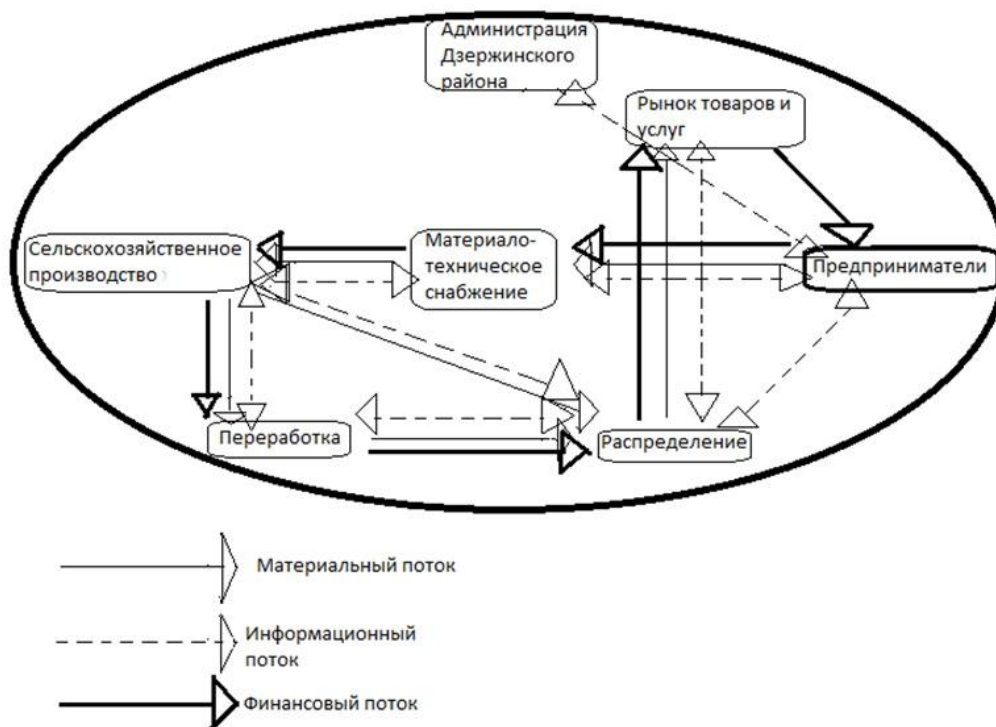 Администрация
Дзержинского
района
Рынок товаров и
услуг
Сельскохозяйственное
производство
Материало-
техническое
снабжение
Предприниматели
Переработка
Распределение
Материальный поток
Информационный
поток
Финансовый поток